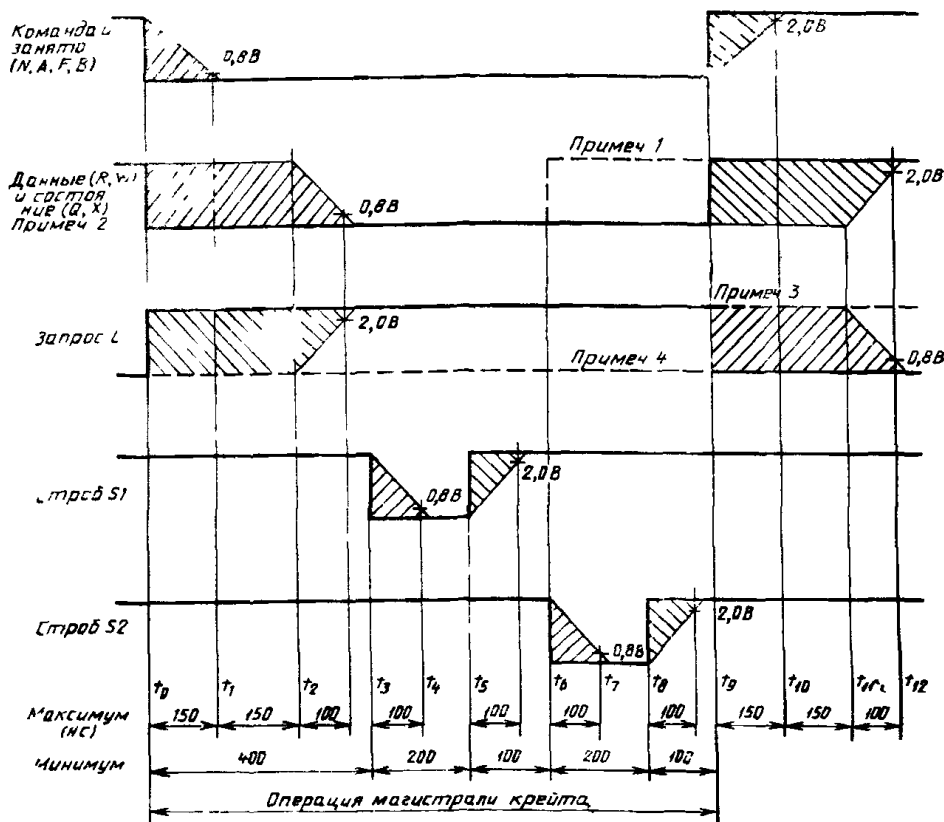 Команда и
занято
(N, A, F, B)
0,8В
2,0В
Примеч 1
Данные (R, W)
и состоя
ние (Q, X)
Примеч 2
0,8В
2,0В
Примеч 3
Запрос L
2,0В
0,8В
Примеч 4
Строб S1
0,8В
2,0В
Строб S2
0,8В
2,0В
t0 t1 t2 t3 t4 t5 t6 t7 t8 t9 t10 t12
Максимум
(нс)
150 150 100 100 100 100 100 150 150 100
Минимум
400 200 100 200 100
Операция магистрали крейта